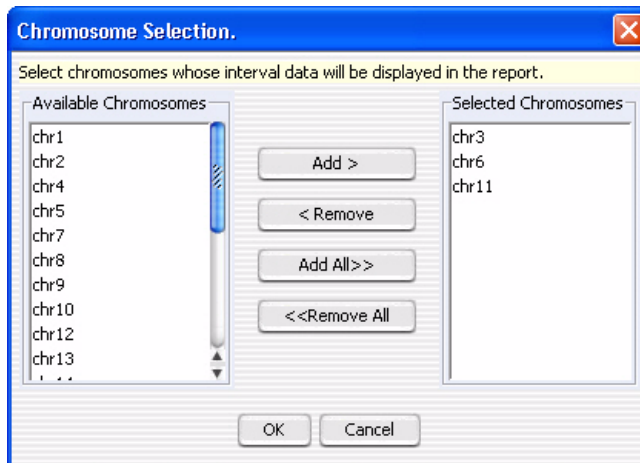 Chromosome Selection.
Select chromosomes whose interval data will be displayed in the report.
Available Chromosomes
chr1
chr2
chr4
chr5
chr7
chr8
chr9
chr10
chr12
chr13
Add >
< Remove
Add All>>
<<Remove All
Selected Chromosomes
chr3
chr6
chr11
OK
Cancel